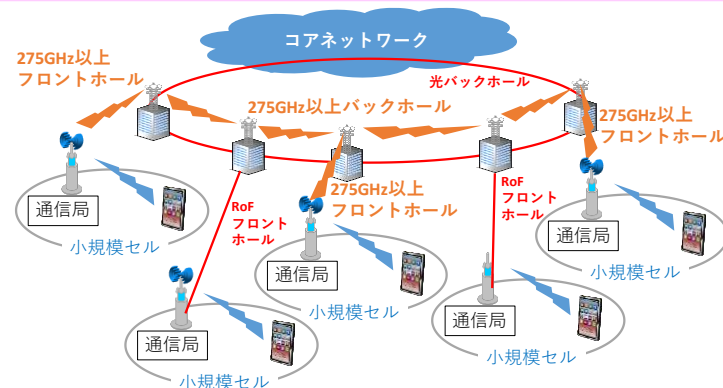 コアネットワーク
275GHz以上
フロントホール
光バックホール
275GHz以上バックホール
275GHz以上
フロントホール
275GHz以上
フロントホール
RoF
フロント
ホール
RoF
フロント
ホール
通信局
小規模セル
通信局
小規模セル
通信局
小規模セル
通信局
小規模セル
通信局
小規模セル